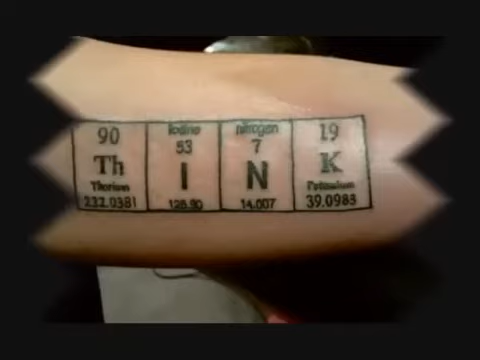 90
Th
Thorium
232.0381
Iodine
53
I
126.90
nitrogen
7
N
14.007
19
K
Potassium
39.0983